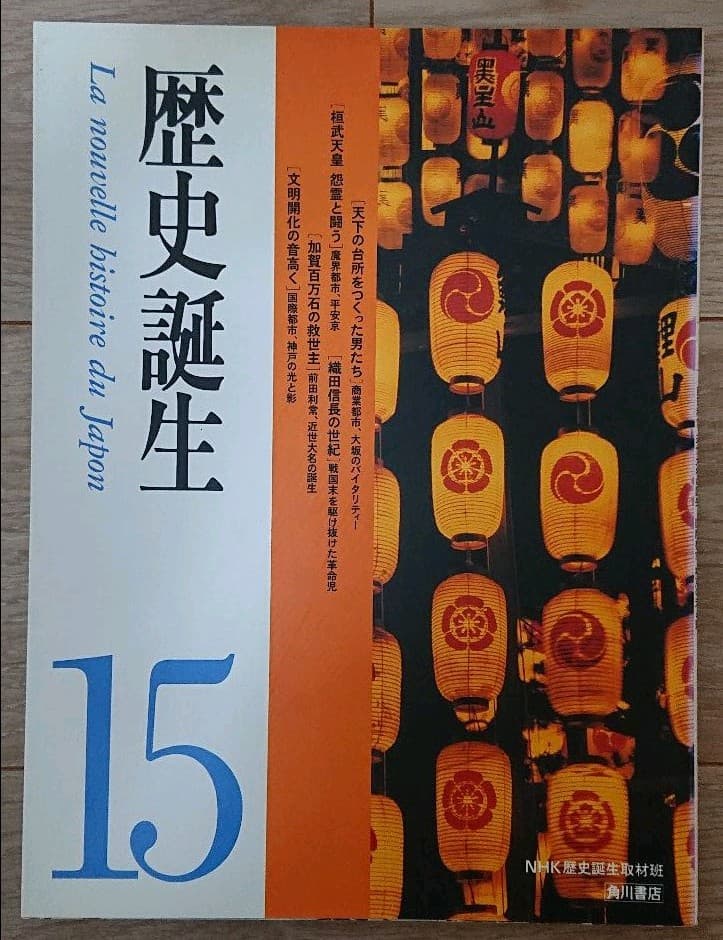 歴史誕生
La nouvelle histoire du Japon
15
[天下の台所をつくった男たち]商業都市、大坂のバイタリティー
[桓武天皇 怨霊と闘う]魔界都市、平安京
[織田信長の世紀]戦国末を駆け抜けた革命児
[加賀百万石の救世主]前田利常、近世大名の誕生
[文明開化の音高く]国際都市、神戸の光と影
黒主山
NHK歴史誕生取材班
角川書店